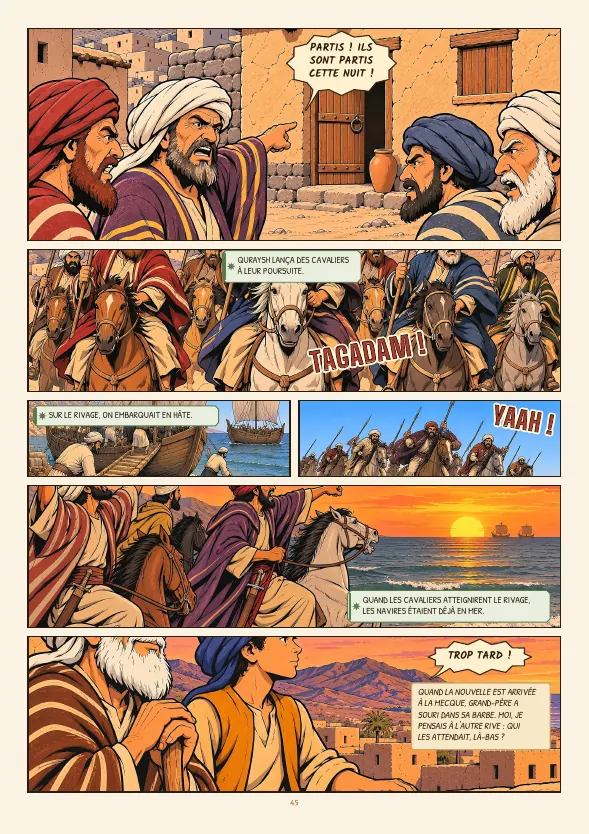 PARTIS ! ILS
SONT PARTIS
CETTE NUIT !
QURAYSH LANÇA DES CAVALIERS
À LEUR POURSUITE.
TAGADAM !
SUR LE RIVAGE, ON EMBARQUAIT EN HÂTE.
YAAH !
QUAND LES CAVALIERS ATTEIGNIRENT LE RIVAGE,
LES NAVIRES ÉTAIENT DÉJÀ EN MER.
TROP TARD !
QUAND LA NOUVELLE EST ARRIVÉE
À LA MECQUE, GRAND-PÈRE A
SOURI DANS SA BARBE. MOI, JE
PENSAIS À L'AUTRE RIVE : QUI
LES ATTENDAIT, LÀ-BAS ?
45